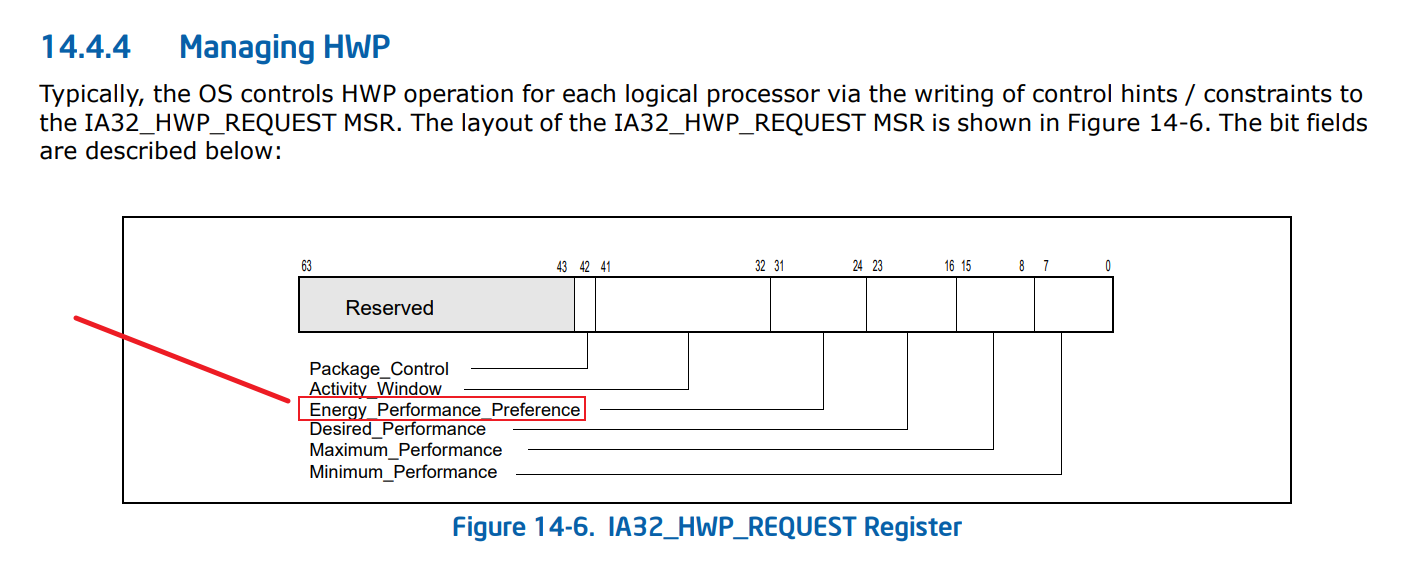 14.4.4 Managing HWP
Typically, the OS controls HWP operation for each logical processor via the writing of control hints / constraints to
the IA32_HWP_REQUEST MSR. The layout of the IA32_HWP_REQUEST MSR is shown in Figure 14-6. The bit fields
are described below:
63 43 42 41 32 31 24 23 16 15 8 7 0
Reserved
Package_Control
Activity_Window
Energy_Performance_Preference
Desired_Performance
Maximum_Performance
Minimum_Performance
Figure 14-6. IA32_HWP_REQUEST Register